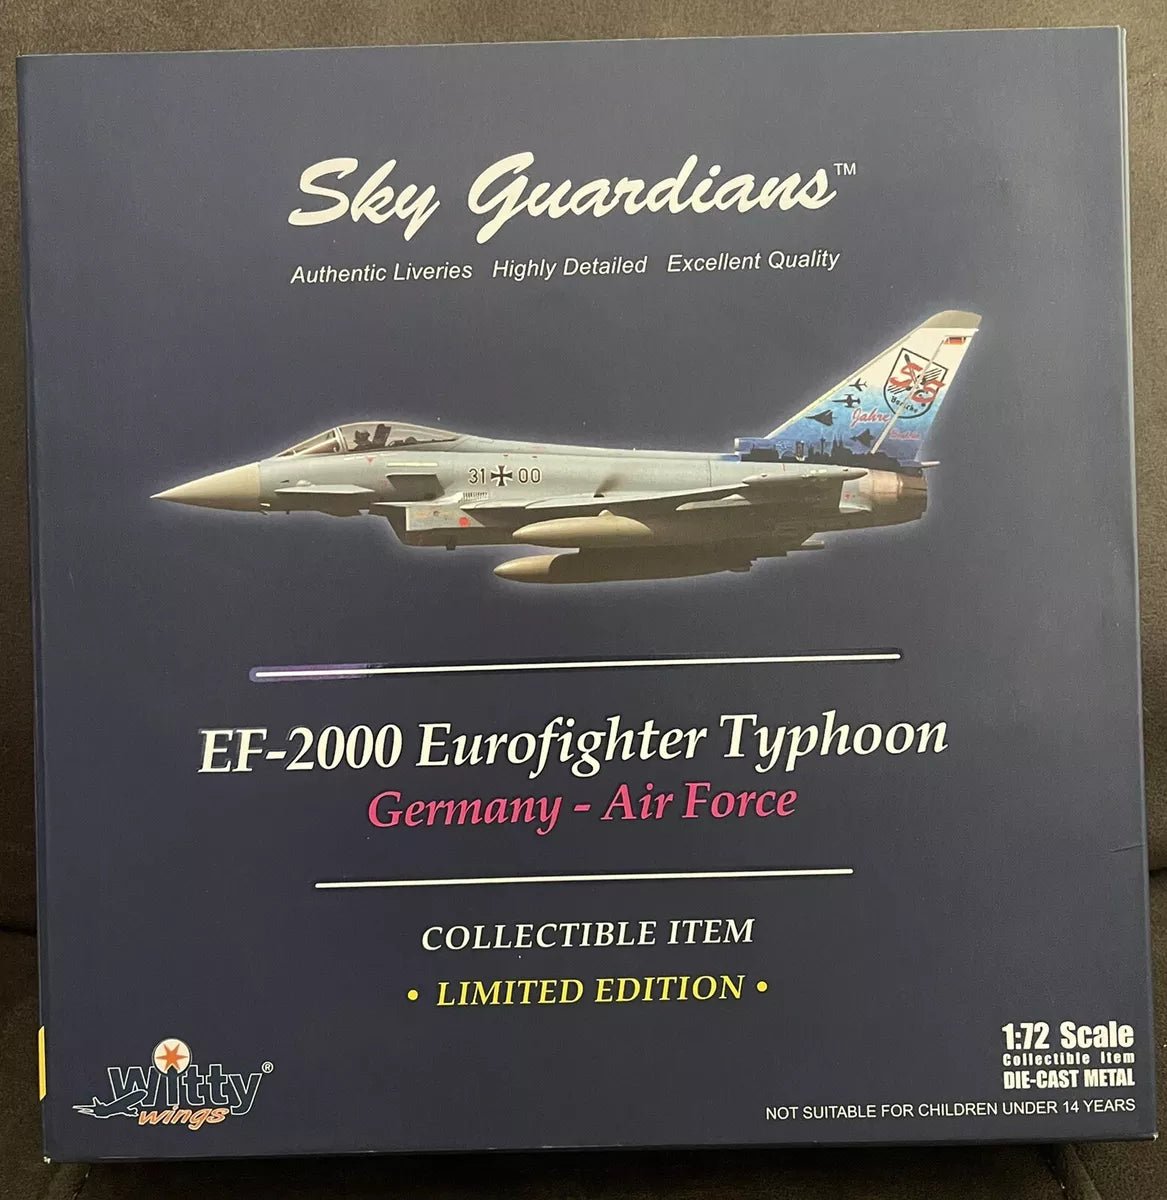 Sky Guardians™
Authentic Liveries Highly Detailed Excellent Quality
Jahre
31 00
EF-2000 Eurofighter Typhoon
Germany - Air Force
COLLECTIBLE ITEM
• LIMITED EDITION •
1:72 Scale
Collectible Item
DIE-CAST METAL
witty®
wings
NOT SUITABLE FOR CHILDREN UNDER 14 YEARS